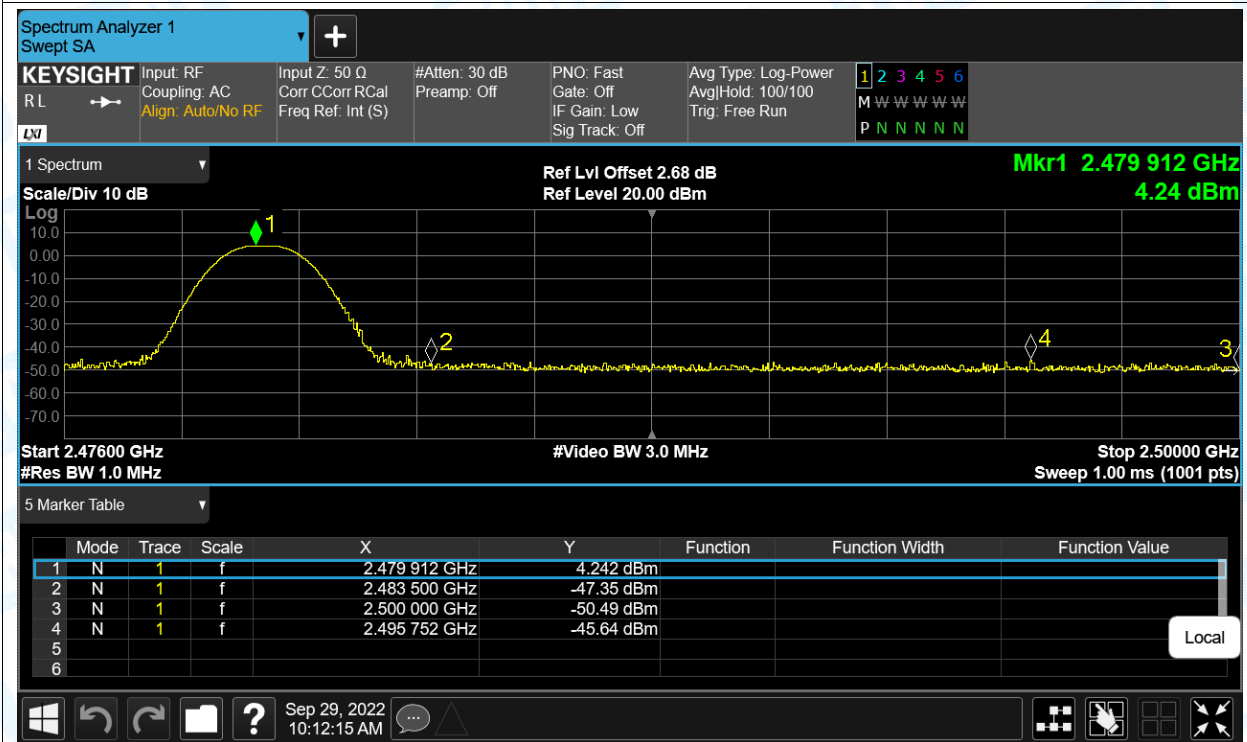 Spectrum Analyzer 1
Swept SA
KEYSIGHT
R L
LXI
Input: RF
Coupling: AC
Align: Auto/No RF
Input Z: 50 Ω
Corr CCorr RCal
Freq Ref: Int (S)
#Atten: 30 dB
Preamp: Off
PNO: Fast
Gate: Off
IF Gain: Low
Sig Track: Off
Avg Type: Log-Power
Avg|Hold: 100/100
Trig: Free Run
1 2 3 4 5 6
M W W W W W
P N N N N N
1 Spectrum
Scale/Div 10 dB
Ref Lvl Offset 2.68 dB
Ref Level 20.00 dBm
Mkr1 2.479 912 GHz
4.24 dBm
Log
10.0
0.00
-10.0
-20.0
-30.0
-40.0
-50.0
-60.0
-70.0
1
2
4
3
Start 2.47600 GHz
#Video BW 3.0 MHz
Stop 2.50000 GHz
#Res BW 1.0 MHz
Sweep 1.00 ms (1001 pts)
5 Marker Table
Mode Trace Scale X Y Function Function Width Function Value
1 N 1 f 2.479 912 GHz 4.242 dBm
2 N 1 f 2.483 500 GHz -47.35 dBm
3 N 1 f 2.500 000 GHz -50.49 dBm
4 N 1 f 2.495 752 GHz -45.64 dBm
5
6
Local
?
Sep 29, 2022
10:12:15 AM